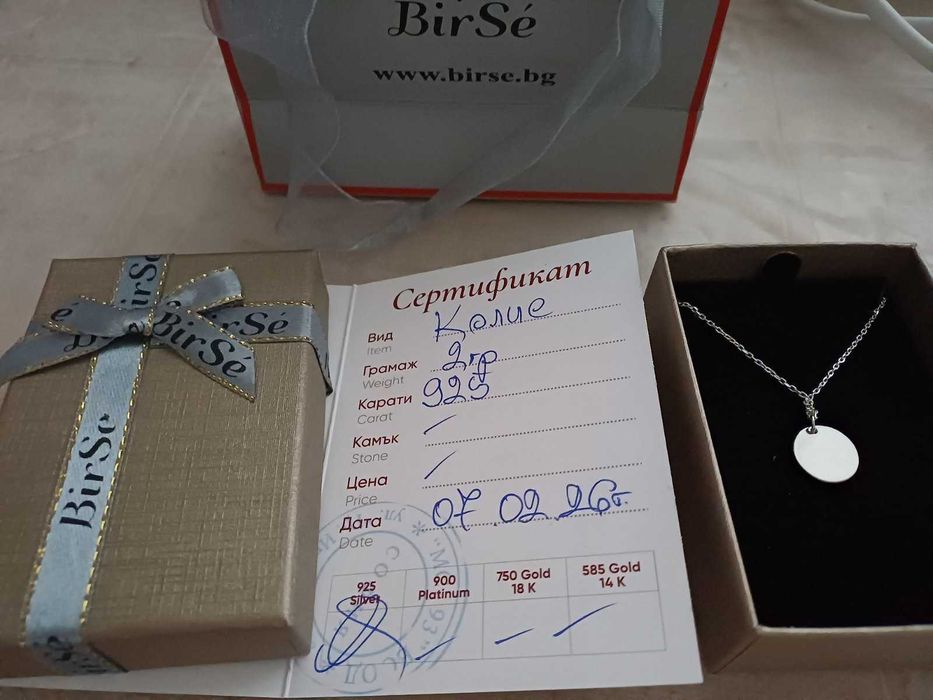 BirSé
www.birse.bg
BirSé
BirSé
BirSé
Сертификат
Вид Колие
Item
Грамаж 2гр
Weight
Карати 925
Carat
Камък /
Stone
Цена /
Price
Дата 07.02.26г.
Date
925 Silver
900 Platinum
750 Gold 18 K
585 Gold 14 K